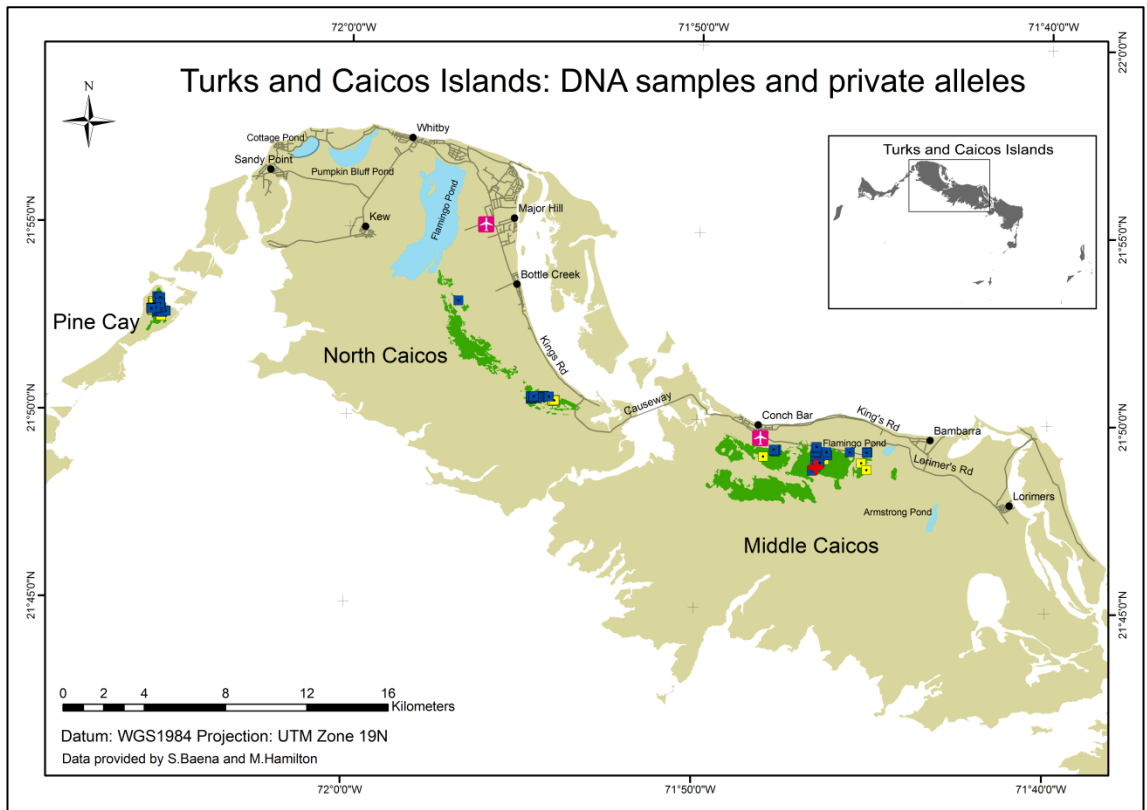 72°0'0"W 71°50'0"W 71°40'0"W
22°0'0"N
Turks and Caicos Islands: DNA samples and private alleles
N
Turks and Caicos Islands
Whitby
Cottage Pond
Sandy Point
Pumpkin Bluff Pond
Flamingo Pond
Kew
Major Hill
21°55'0"N
21°55'0"N
Bottle Creek
Pine Cay
North Caicos
Kings Rd
Causeway
21°50'0"N
21°50'0"N
Conch Bar
King's Rd
Bambarra
Flamingo Pond
Lorimer's Rd
Lorimers
Armstrong Pond
Middle Caicos
21°45'0"N
21°45'0"N
0 2 4 8 12 16
Kilometers
Datum: WGS1984 Projection: UTM Zone 19N
Data provided by S.Baena and M.Hamilton
72°0'0"W 71°50'0"W 71°40'0"W